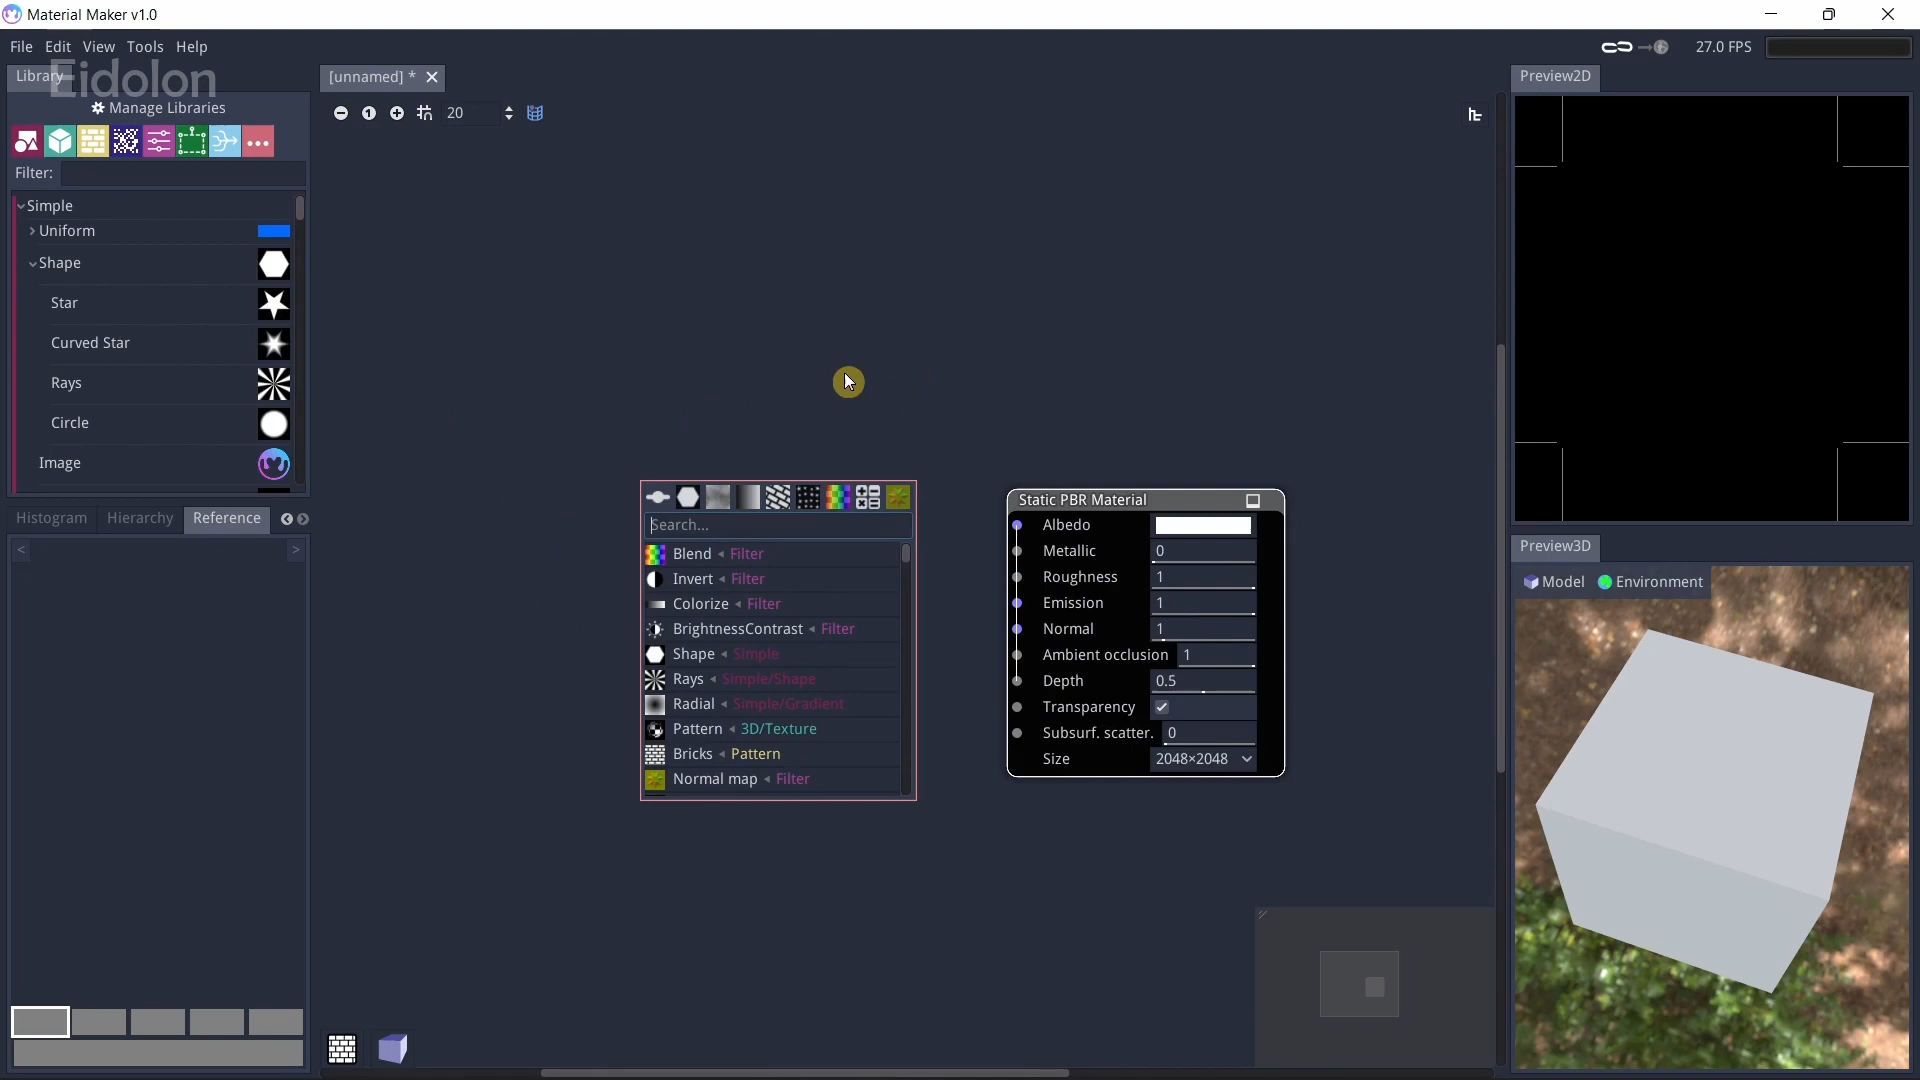 Material Maker v1.0
File Edit View Tools Help
27.0 FPS
Library
Eidolon
[unnamed] *
Preview2D
Manage Libraries
20
Filter:
Simple
Uniform
Shape
Star
Curved Star
Rays
Circle
Image
Static PBR Material
Search...
Albedo
Blend Filter
Metallic 0
Invert Filter
Roughness 1
Colorize Filter
Emission 1
BrightnessContrast Filter
Normal 1
Shape Simple
Ambient occlusion 1
Rays Simple/Shape
Depth 0.5
Radial Simple/Gradient
Transparency
Pattern 3D/Texture
Subsurf. scatter. 0
Bricks Pattern
Size 2048×2048
Normal map Filter
Histogram Hierarchy Reference
< >
Preview3D
Model Environment